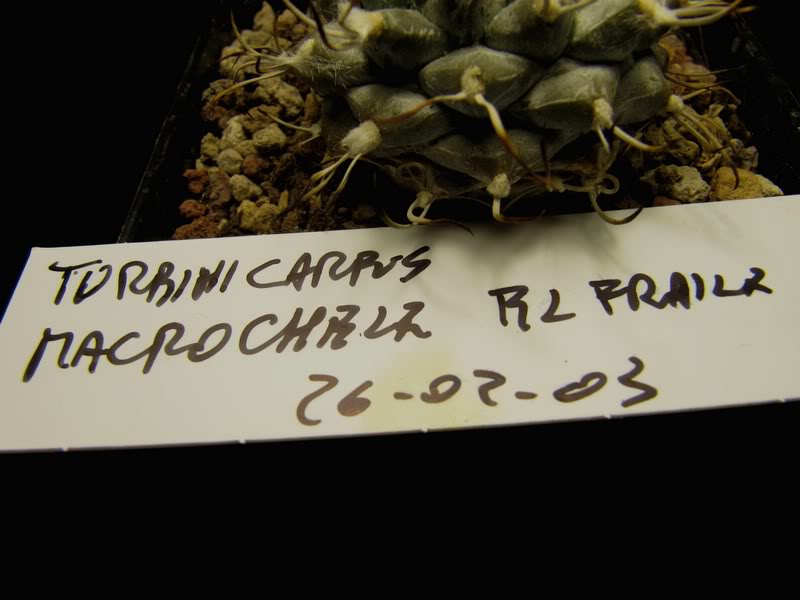 TURBINICARPUS
MACROCHELE EL FRAILE
26-02-03